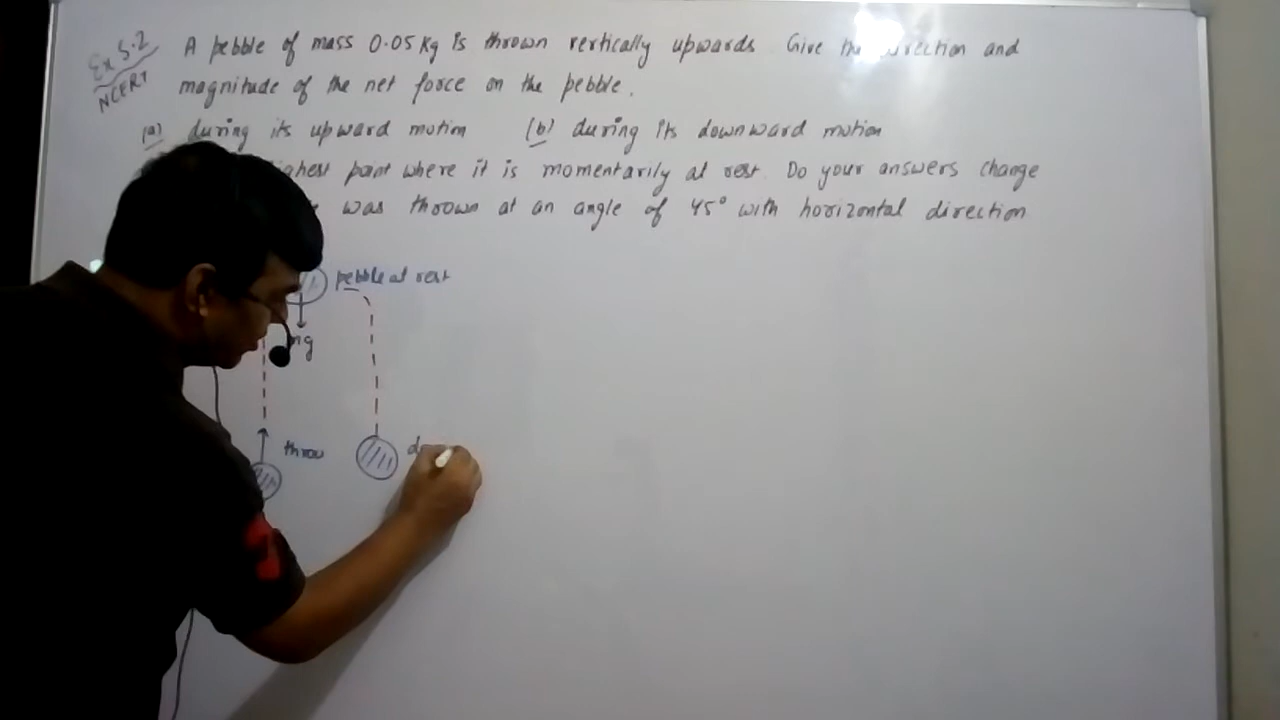 Ex 5.2
NCERT
A pebble of mass 0.05 Kg is thrown vertically upwards Give the direction and
magnitude of the net force on the pebble.
(a) during its upward motion (b) during its downward motion
point where it is momentarily at rest. Do your answers change
was thrown at an angle of 45° with horizontal direction
pebble at rest
mg
throw